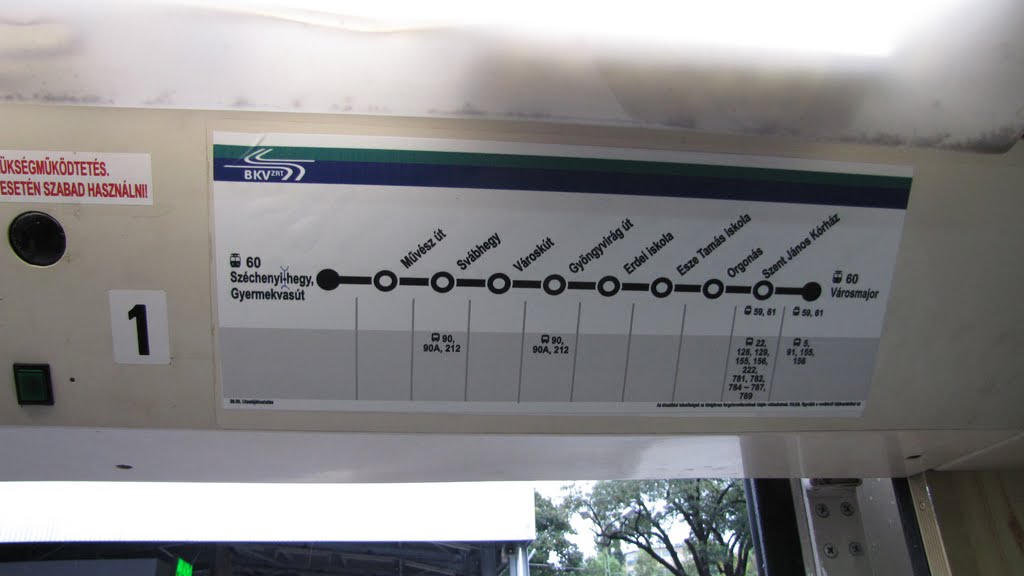 ÜKSÉGMŰKÖDTETÉS.
ESETÉN SZABAD HASZNÁLNI!
1
BKV ZRT
60
Széchenyi-hegy,
Gyermekvasút
Művész út
Svábhegy
Városkút
Gyöngyvirág út
Erdei iskola
Esze Tamás iskola
Orgonás
Szent János Kórház
60
Városmajor
59, 61
59, 61
90,
90A, 212
90,
90A, 212
22,
128, 129,
155, 156,
222,
781, 782,
784 – 787,
789
5,
91, 155,
156